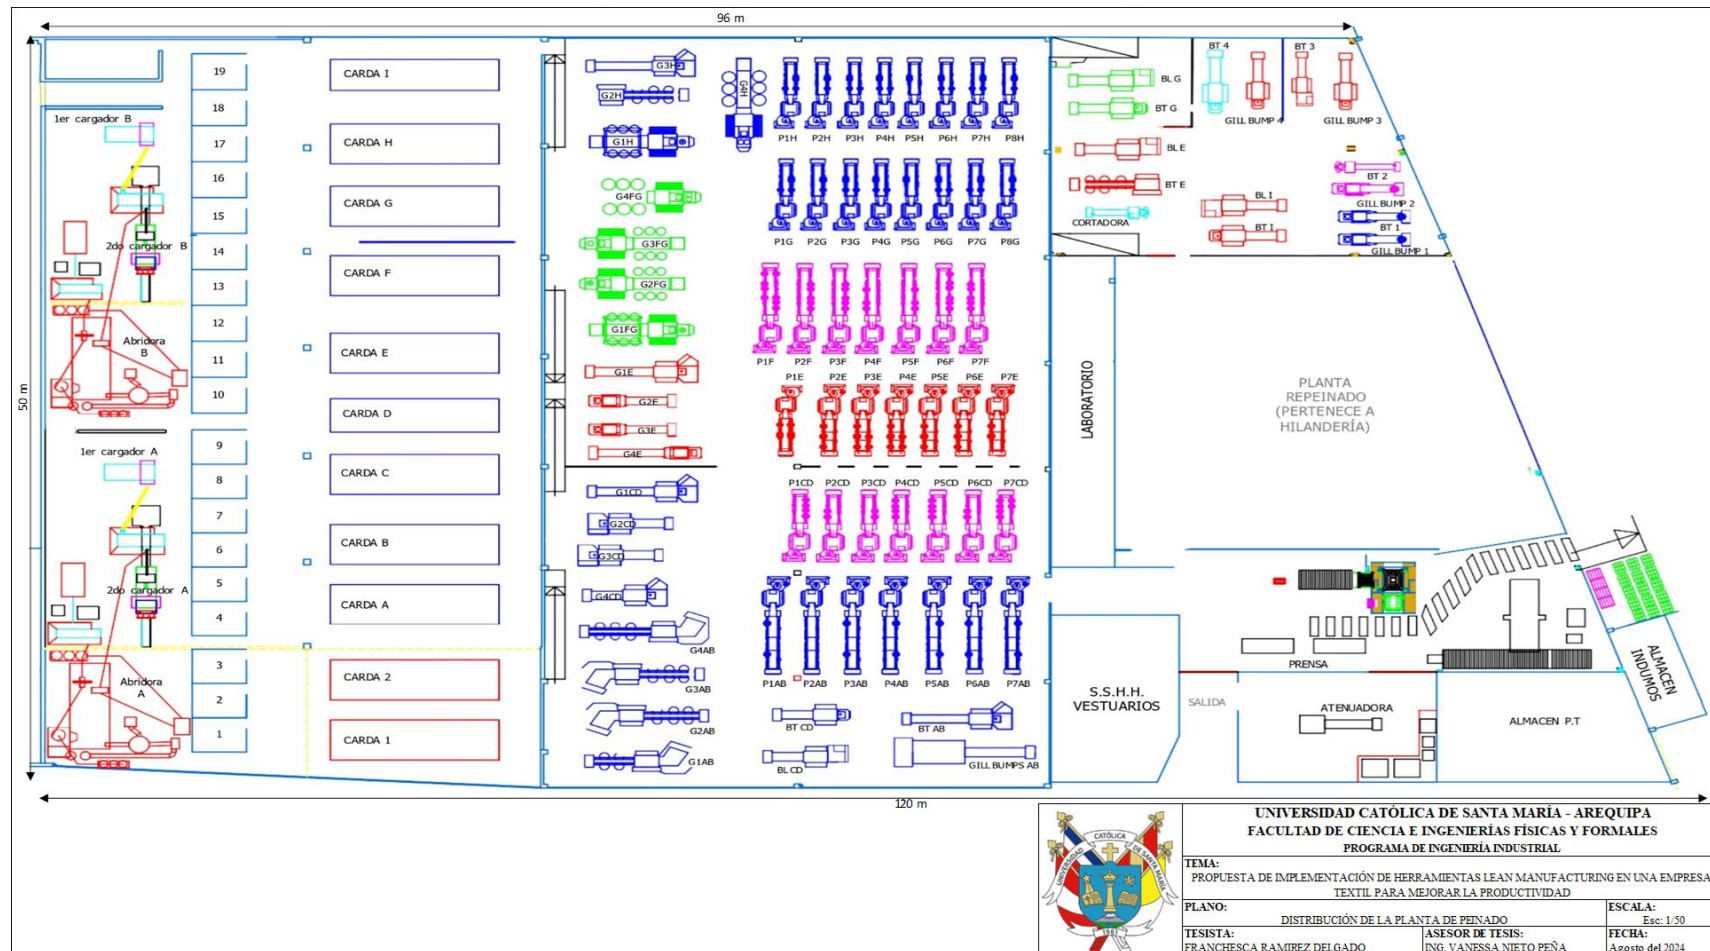 96 m
50 m
120 m
19
18
17
16
15
14
13
12
11
10
9
8
7
6
5
4
3
2
1
1er cargador B
2do cargador B
Abridora
B
1er cargador A
2do cargador A
Abridora
A
CARDA I
CARDA H
CARDA G
CARDA F
CARDA E
CARDA D
CARDA C
CARDA B
CARDA A
CARDA 2
CARDA 1
G3H
G2H
G1H
G4H
G4FG
G3FG
G2FG
G1FG
G1E
G2E
G3E
G4E
G1CD
G2CD
G3CD
G4CD
G4AB
G3AB
G2AB
G1AB
P1H P2H P3H P4H P5H P6H P7H P8H
P1G P2G P3G P4G P5G P6G P7G P8G
P1F P2F P3F P4F P5F P6F P7F
P1E P2E P3E P4E P5E P6E P7E
P1CD P2CD P3CD P4CD P5CD P6CD P7CD
P1AB P2AB P3AB P4AB P5AB P6AB P7AB
BT CD
BT AB
BL CD
GILL BUMPS AB
BL G
BT G
BL E
BT E
CORTADORA
BT 4
BT 3
GILL BUMP 4
GILL BUMP 3
BT 2
GILL BUMP 2
BT 1
GILL BUMP 1
BL I
BT I
LABORATORIO
PLANTA
REPEINADO
(PERTENECE A
HILANDERÍA)
PRENSA
S.S.H.H.
VESTUARIOS
SALIDA
ATENUADORA
ALMACEN P.T
ALMACEN
INDUMOS
CATÓLICA
UNIVERSIDAD
DE SANTA MARÍA
1961
UNIVERSIDAD CATÓLICA DE SANTA MARÍA - AREQUIPA
FACULTAD DE CIENCIA E INGENIERÍAS FÍSICAS Y FORMALES
PROGRAMA DE INGENIERÍA INDUSTRIAL
TEMA:
PROPUESTA DE IMPLEMENTACIÓN DE HERRAMIENTAS LEAN MANUFACTURING EN UNA EMPRESA
TEXTIL PARA MEJORAR LA PRODUCTIVIDAD
PLANO:
DISTRIBUCIÓN DE LA PLANTA DE PEINADO
ESCALA:
Esc: 1/50
TESISTA:
FRANCHESCA RAMIREZ DELGADO
ASESOR DE TESIS:
ING. VANESSA NIETO PEÑA
FECHA:
Agosto del 2024